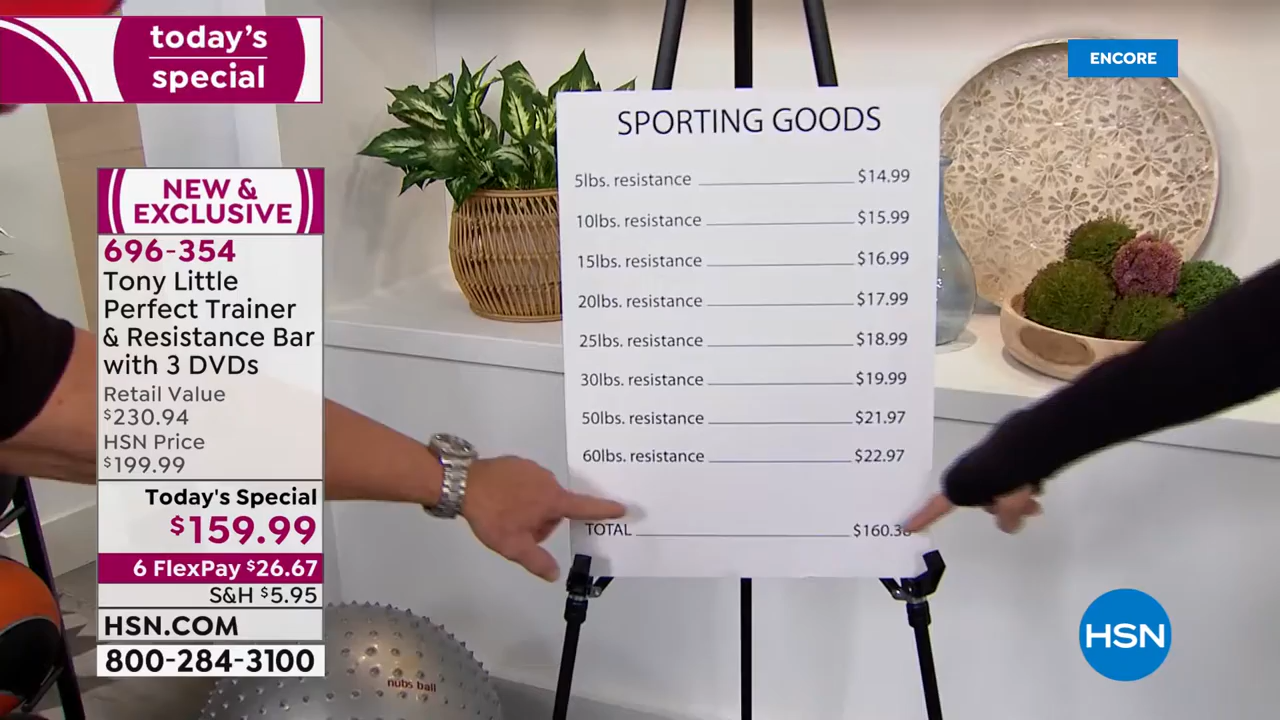 today's
special
ENCORE
NEW &
EXCLUSIVE
696-354
Tony Little
Perfect Trainer
& Resistance Bar
with 3 DVDs
Retail Value
$230.94
HSN Price
$199.99
Today's Special
$159.99
6 FlexPay $26.67
S&H $5.95
HSN.COM
800-284-3100
SPORTING GOODS
5lbs. resistance $14.99
10lbs. resistance $15.99
15lbs. resistance $16.99
20lbs. resistance $17.99
25lbs. resistance $18.99
30lbs. resistance $19.99
50lbs. resistance $21.97
60lbs. resistance $22.97
TOTAL
nubs ball
HSN